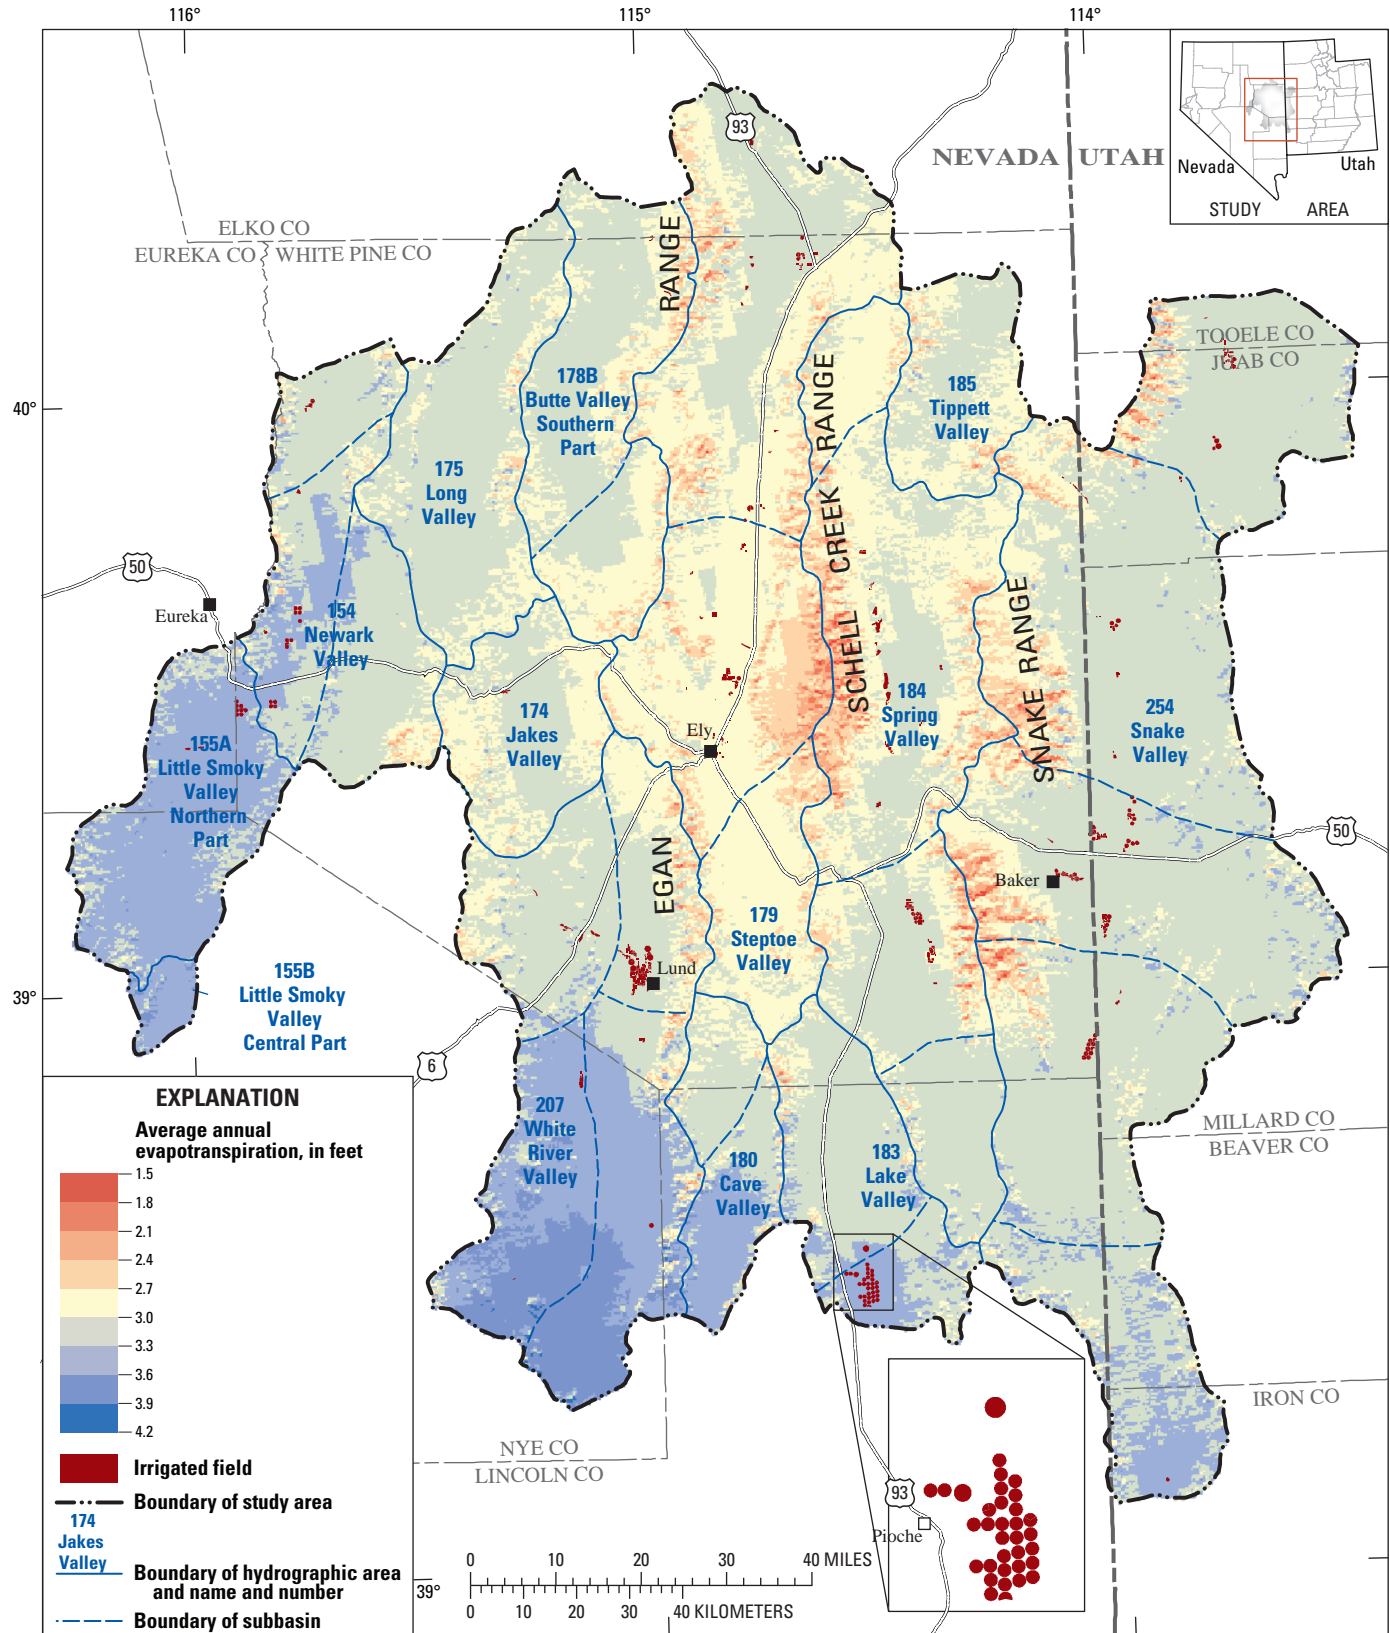 116°
115°
114°
93
NEVADA
UTAH
Nevada
Utah
STUDY AREA
ELKO CO
EUREKA CO
WHITE PINE CO
RANGE
TOOELE CO
JUAB CO
40°
178B
Butte Valley
Southern
Part
185
Tippett
Valley
SCHELL CREEK RANGE
175
Long
Valley
50
Eureka
154
Newark
Valley
SNAKE RANGE
174
Jakes
Valley
Ely
184
Spring
Valley
254
Snake
Valley
155A
Little Smoky
Valley
Northern
Part
50
EGAN
Baker
179
Steptoe
Valley
Lund
39°
155B
Little Smoky
Valley
Central Part
6
207
White
River
Valley
180
Cave
Valley
183
Lake
Valley
MILLARD CO
BEAVER CO
IRON CO
NYE CO
LINCOLN CO
93
Pioche
EXPLANATION
Average annual
evapotranspiration, in feet
1.5
1.8
2.1
2.4
2.7
3.0
3.3
3.6
3.9
4.2
Irrigated field
Boundary of study area
174
Jakes
Valley
Boundary of hydrographic area
and name and number
Boundary of subbasin
39°
0 10 20 30 40 MILES
0 10 20 30 40 KILOMETERS